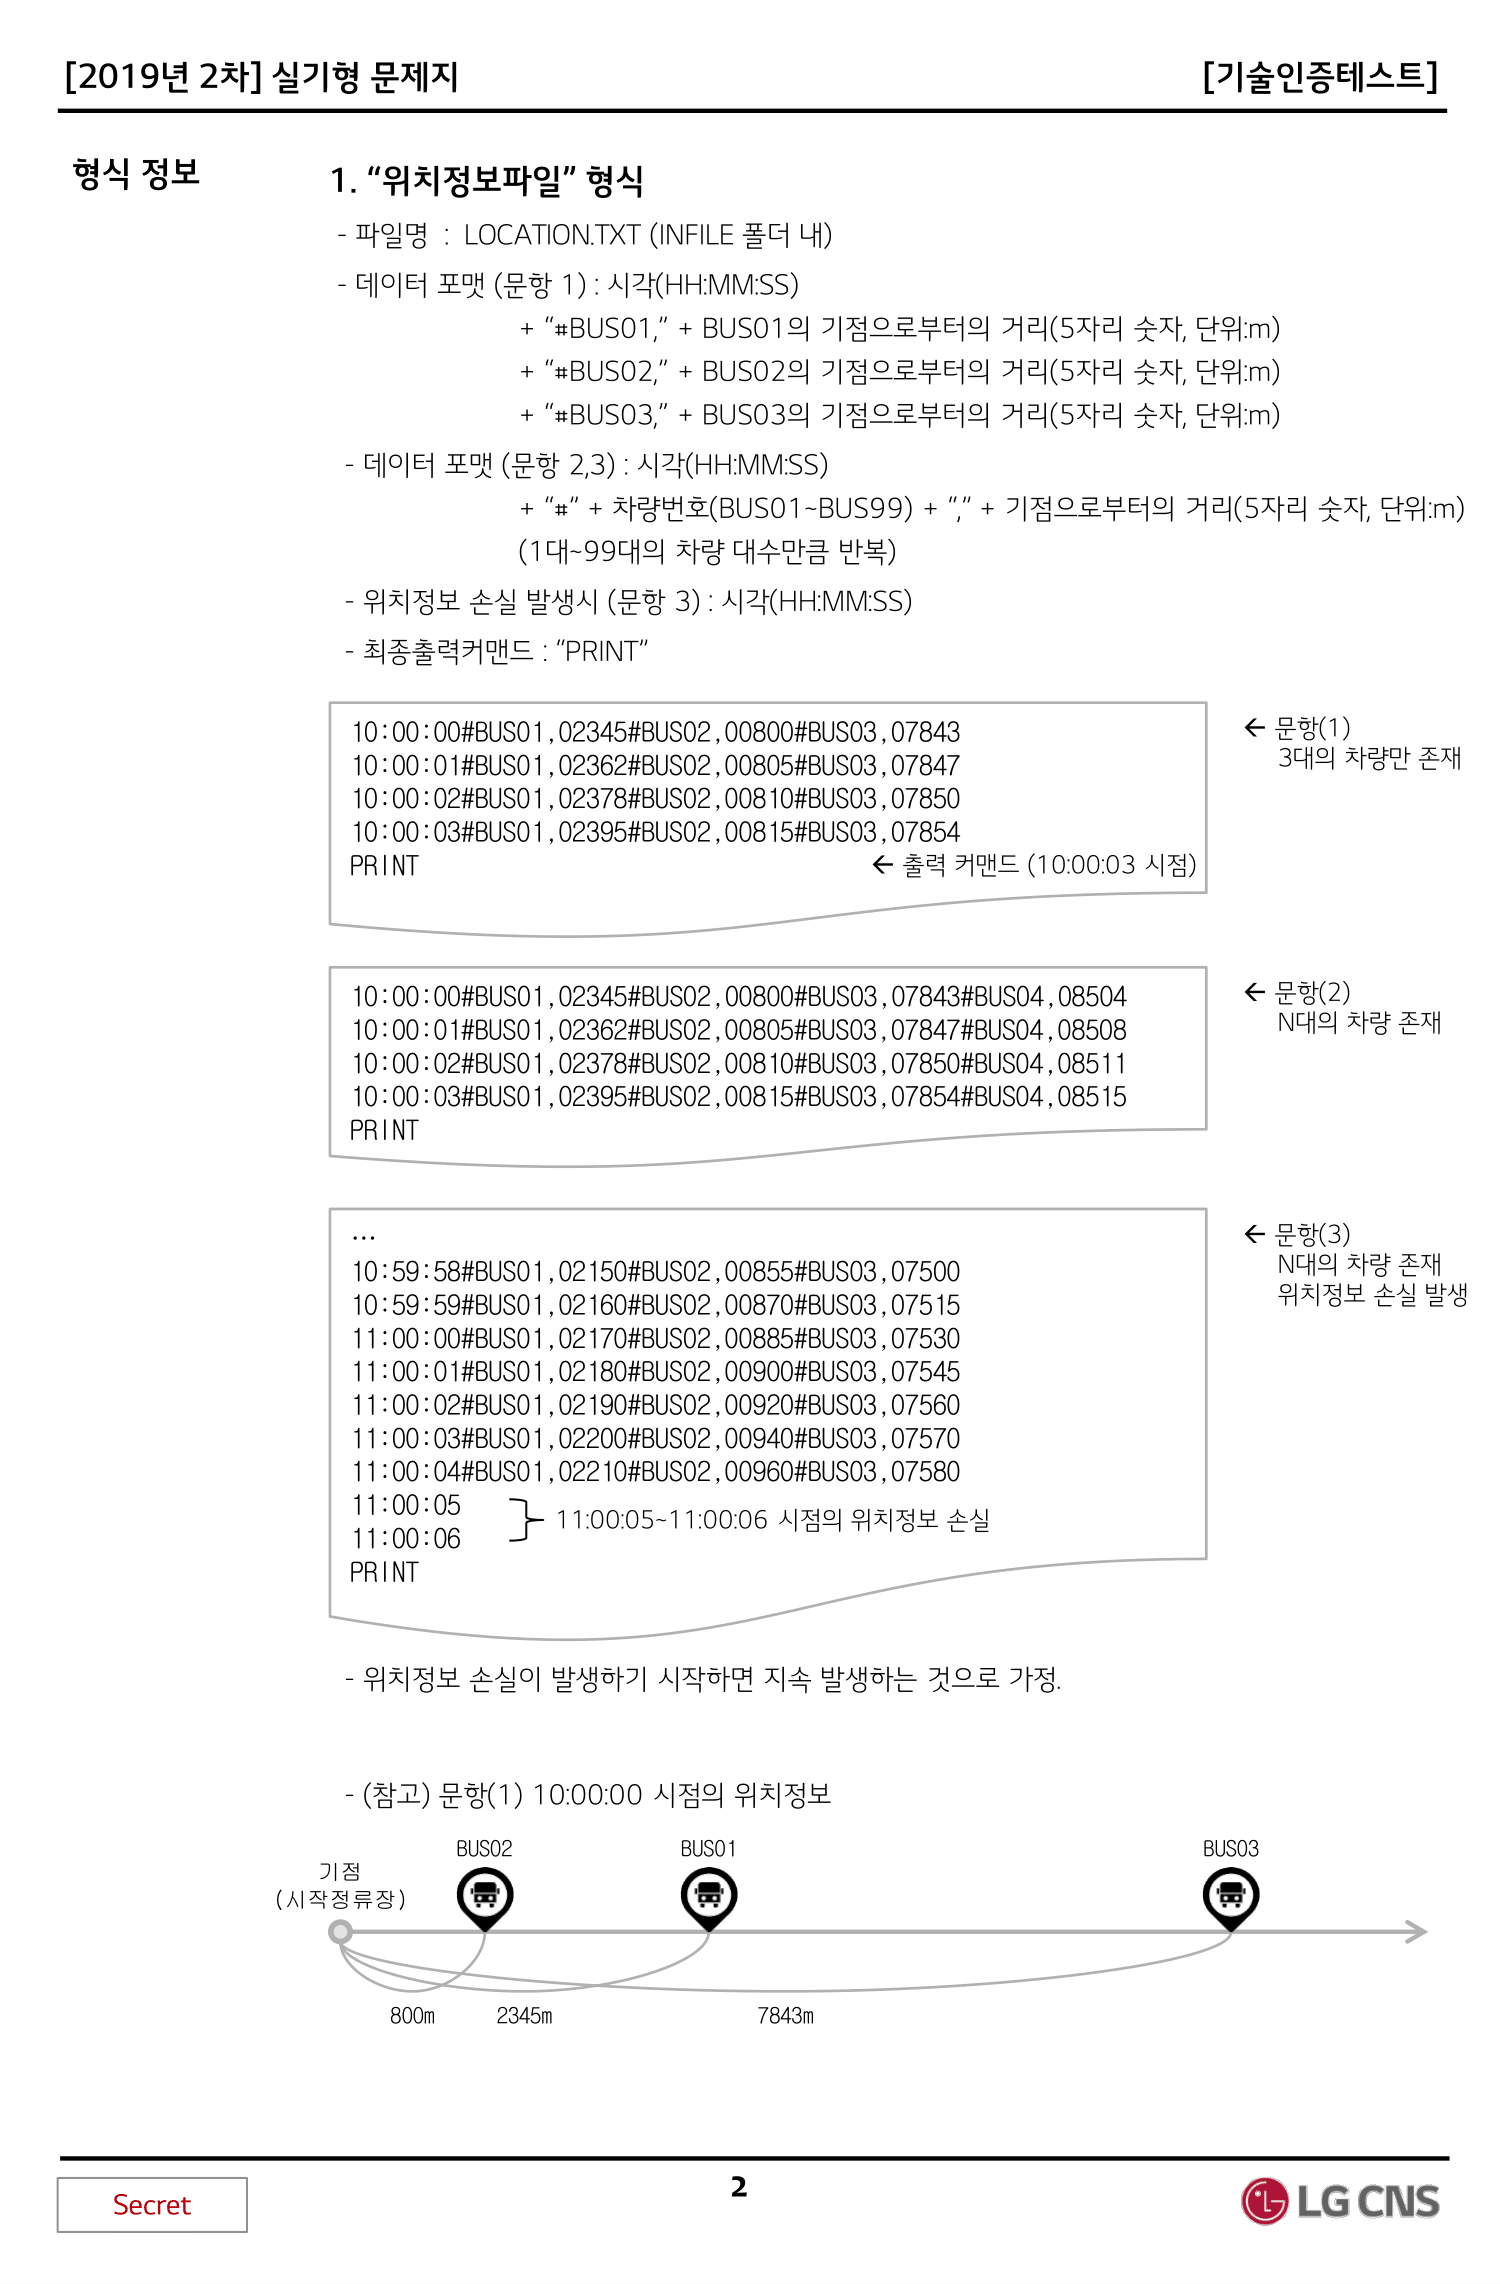 [2019년 2차] 실기형 문제지
[기술인증테스트]
형식 정보
1. “위치정보파일” 형식
- 파일명 : LOCATION.TXT (INFILE 폴더 내)
- 데이터 포맷 (문항 1) : 시각(HH:MM:SS)
+ “#BUS01,” + BUS01의 기점으로부터의 거리(5자리 숫자, 단위:m)
+ “#BUS02,” + BUS02의 기점으로부터의 거리(5자리 숫자, 단위:m)
+ “#BUS03,” + BUS03의 기점으로부터의 거리(5자리 숫자, 단위:m)
- 데이터 포맷 (문항 2,3) : 시각(HH:MM:SS)
+ “#” + 차량번호(BUS01~BUS99) + “,” + 기점으로부터의 거리(5자리 숫자, 단위:m)
(1대~99대의 차량 대수만큼 반복)
- 위치정보 손실 발생시 (문항 3) : 시각(HH:MM:SS)
- 최종출력커맨드 : “PRINT”
10:00:00#BUS01,02345#BUS02,00800#BUS03,07843
10:00:01#BUS01,02362#BUS02,00805#BUS03,07847
10:00:02#BUS01,02378#BUS02,00810#BUS03,07850
10:00:03#BUS01,02395#BUS02,00815#BUS03,07854
PRINT ← 출력 커맨드 (10:00:03 시점)
← 문항(1)
3대의 차량만 존재
10:00:00#BUS01,02345#BUS02,00800#BUS03,07843#BUS04,08504
10:00:01#BUS01,02362#BUS02,00805#BUS03,07847#BUS04,08508
10:00:02#BUS01,02378#BUS02,00810#BUS03,07850#BUS04,08511
10:00:03#BUS01,02395#BUS02,00815#BUS03,07854#BUS04,08515
PRINT
← 문항(2)
N대의 차량 존재
...
10:59:58#BUS01,02150#BUS02,00855#BUS03,07500
10:59:59#BUS01,02160#BUS02,00870#BUS03,07515
11:00:00#BUS01,02170#BUS02,00885#BUS03,07530
11:00:01#BUS01,02180#BUS02,00900#BUS03,07545
11:00:02#BUS01,02190#BUS02,00920#BUS03,07560
11:00:03#BUS01,02200#BUS02,00940#BUS03,07570
11:00:04#BUS01,02210#BUS02,00960#BUS03,07580
11:00:05
11:00:06
11:00:05~11:00:06 시점의 위치정보 손실
PRINT
← 문항(3)
N대의 차량 존재
위치정보 손실 발생
- 위치정보 손실이 발생하기 시작하면 지속 발생하는 것으로 가정.
- (참고) 문항(1) 10:00:00 시점의 위치정보
BUS02 BUS01 BUS03
기점
(시작정류장)
800m 2345m 7843m
Secret
2
LG CNS